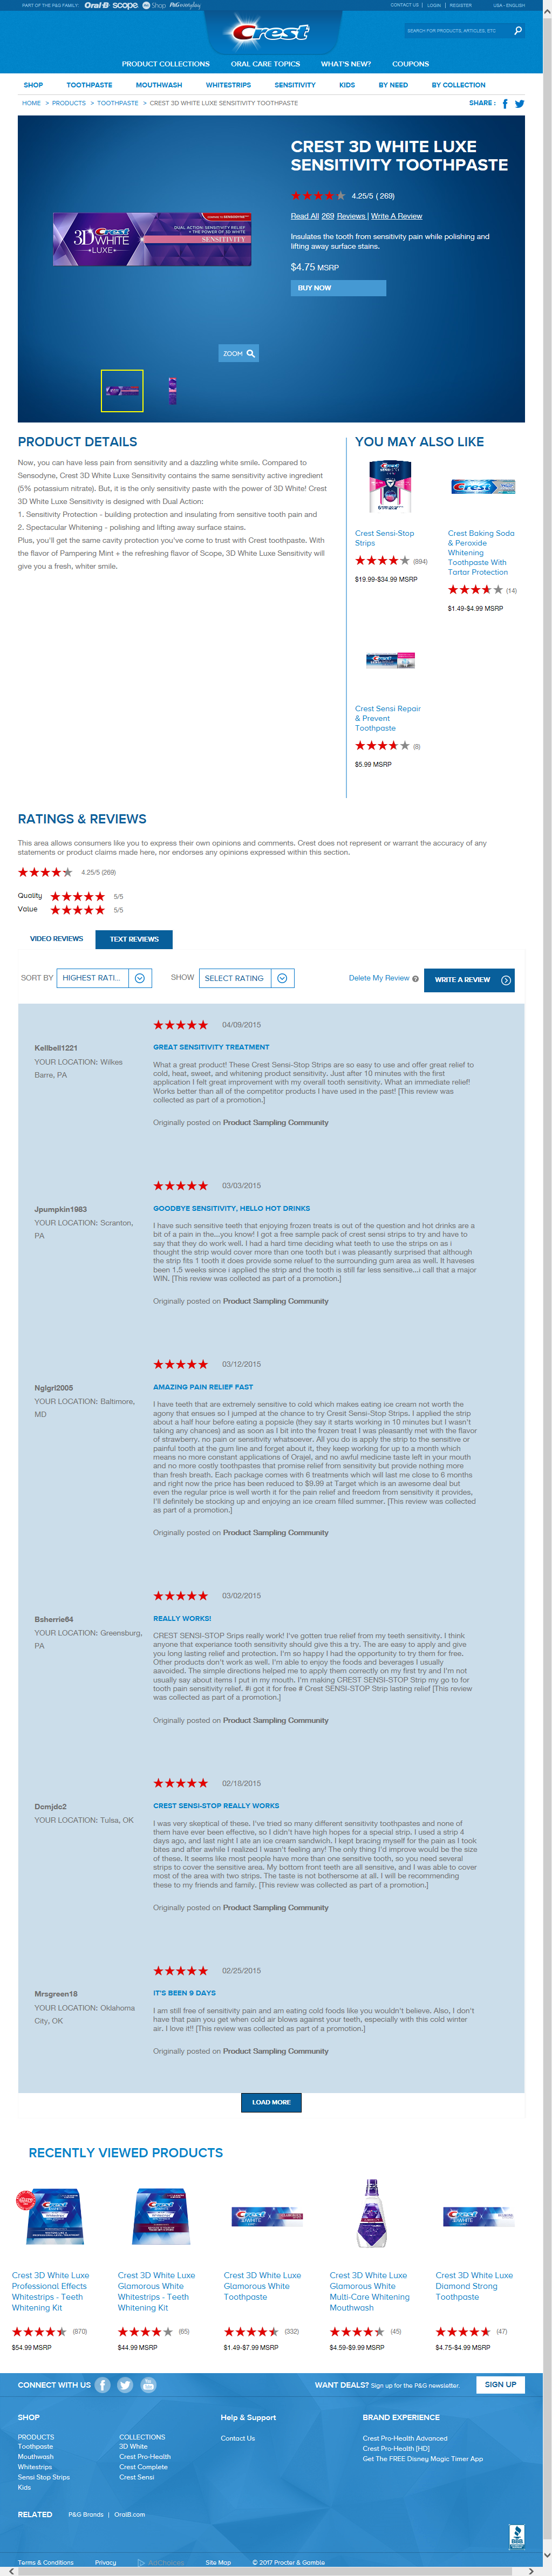 PART OF THE P&G FAMILY: Oral-B scope Shop P&G everyday
CONTACT US | LOGIN | REGISTER USA - ENGLISH
Crest
SEARCH FOR PRODUCTS, ARTICLES, ETC
PRODUCT COLLECTIONS ORAL CARE TOPICS WHAT'S NEW? COUPONS
SHOP TOOTHPASTE MOUTHWASH WHITESTRIPS SENSITIVITY KIDS BY NEED BY COLLECTION
HOME > PRODUCTS > TOOTHPASTE > CREST 3D WHITE LUXE SENSITIVITY TOOTHPASTE
SHARE :
CREST 3D WHITE LUXE
SENSITIVITY TOOTHPASTE
4.25/5 ( 269)
Read All 269 Reviews | Write A Review
Insulates the tooth from sensitivity pain while polishing and
lifting away surface stains.
$4.75 MSRP
BUY NOW
3D WHITE
LUXE
DUAL ACTION SENSITIVITY RELIEF
+ THE POWER OF 3D WHITE
SENSITIVITY
ZOOM
PRODUCT DETAILS
Now, you can have less pain from sensitivity and a dazzling white smile. Compared to
Sensodyne, Crest 3D White Luxe Sensitivity contains the same sensitivity active ingredient
(5% potassium nitrate). But, it is the only sensitivity paste with the power of 3D White! Crest
3D White Luxe Sensitivity is designed with Dual Action:
1. Sensitivity Protection - building protection and insulating from sensitive tooth pain and
2. Spectacular Whitening - polishing and lifting away surface stains.
Plus, you'll get the same cavity protection you've come to trust with Crest toothpaste. With
the flavor of Pampering Mint + the refreshing flavor of Scope, 3D White Luxe Sensitivity will
give you a fresh, whiter smile.
YOU MAY ALSO LIKE
Crest Sensi-Stop
Strips
(894)
$19.99-$34.99 MSRP
Crest Baking Soda
& Peroxide
Whitening
Toothpaste With
Tartar Protection
(14)
$1.49-$4.99 MSRP
Crest Sensi Repair
& Prevent
Toothpaste
(8)
$5.99 MSRP
RATINGS & REVIEWS
This area allows consumers like you to express their own opinions and comments. Crest does not represent or warrant the accuracy of any
statements or product claims made here, nor endorses any opinions expressed within this section.
4.25/5 (269)
Quality 5/5
Value 5/5
VIDEO REVIEWS TEXT REVIEWS
SORT BY HIGHEST RATI... SHOW SELECT RATING Delete My Review WRITE A REVIEW
04/09/2015
Kellbell1221
YOUR LOCATION: Wilkes
Barre, PA
GREAT SENSITIVITY TREATMENT
What a great product! These Crest Sensi-Stop Strips are so easy to use and offer great relief to
cold, heat, sweet, and whitening product sensitivity. Just after 10 minutes with the first
application I felt great improvement with my overall tooth sensitivity. What an immediate relief!
Works better than all of the competitor products I have used in the past! [This review was
collected as part of a promotion.]
Originally posted on Product Sampling Community
03/03/2015
Jpumpkin1983
YOUR LOCATION: Scranton,
PA
GOODBYE SENSITIVITY, HELLO HOT DRINKS
I have such sensitive teeth that enjoying frozen treats is out of the question and hot drinks are a
bit of a pain in the...you know! I got a free sample pack of crest sensi strips to try and have to
say that they do work well. I had a hard time deciding what teeth to use the strips on as i
thought the strip would cover more than one tooth but i was pleasantly suprised that although
the strip fits 1 tooth it does provide some reluef to the surrounding gum area as well. It havesss
been 1.5 weeks since i applied the strip and the tooth is still far less sensitive...i call that a major
WIN. [This review was collected as part of a promotion.]
Originally posted on Product Sampling Community
03/12/2015
Nglgrl2005
YOUR LOCATION: Baltimore,
MD
AMAZING PAIN RELIEF FAST
I have teeth that are extremely sensitive to cold which makes eating ice cream not worth the
agony that ensues so I jumped at the chance to try Cresit Sensi-Stop Strips. I applied the strip
about a half hour before eating a popsicle (they say it starts working in 10 minutes but I wasn't
taking any chances) and as soon as I bit into the frozen treat I was pleasantly met with the flavor
of strawberry. no pain or sensitivity whatsoever. All you do is apply the strip to the sensitive or
painful tooth at the gum line and forget about it, they keep working for up to a month which
means no more constant applications of Orajel, and no awful medicine taste left in your mouth
and no more costly toothpastes that promise relief from sensitivity but provide nothing more
than fresh breath. Each package comes with 6 treatments which will last me close to 6 months
and right now the price has been reduced to $9.99 at Target which is an awesome deal but
even the regular price is well worth it for the pain relief and freedom from sensitivity it provides,
I'll definitely be stocking up and enjoying an ice cream filled summer. [This review was collected
as part of a promotion.]
Originally posted on Product Sampling Community
03/02/2015
Bsherrie64
YOUR LOCATION: Greensburg,
PA
REALLY WORKS!
CREST SENSI-STOP Srips really work! I've gotten true relief from my teeth sensitivity. I think
anyone that experiance tooth sensitivity should give this a try. The are easy to apply and give
you long lasting relief and protection. I'm so happy I had the opportunity to try them for free.
Other products don't work as well. I'm able to enjoy the foods and beverages I usually
aavoided. The simple directions helped me to apply them correctly on my first try and I'm not
usually say about items I put in my mouth. I'm making CREST SENSI-STOP Strip my go to for
tooth pain sensitivity relief. #i got it for free # Crest SENSI-STOP Strip lasting relief [This review
was collected as part of a promotion.]
Originally posted on Product Sampling Community
02/18/2015
Dcmjdc2
YOUR LOCATION: Tulsa, OK
CREST SENSI-STOP REALLY WORKS
I was very skeptical of these. I've tried so many different sensitivity toothpastes and none of
them have ever been effective, so I didn't have high hopes for a special strip. I used a strip 4
days ago, and last night I ate an ice cream sandwich. I kept bracing myself for the pain as I took
bites and after awhile I realized I wasn't feeling any! The only thing I'd improve would be the size
of these. It seems like most people have more than one sensitive tooth, so you would need several
strips to cover the sensitive area. My bottom front teeth are all sensitive, and I was able to cover
most of the area with two strips. The taste is not bothersome at all. I will be recommending
these to my friends and family. [This review was collected as part of a promotion.]
Originally posted on Product Sampling Community
02/25/2015
Mrsgreen18
YOUR LOCATION: Oklahoma
City, OK
IT'S BEEN 9 DAYS
I am still free of sensitivity pain and am eating cold foods like you wouldn't believe. Also, I don't
have that pain you get when cold air blows against your teeth, especially with this cold winter
air. I love it!! [This review was collected as part of a promotion.]
Originally posted on Product Sampling Community
LOAD MORE
RECENTLY VIEWED PRODUCTS
Crest 3D White Luxe
Professional Effects
Whitestrips - Teeth
Whitening Kit
(870)
$54.99 MSRP
Crest 3D White Luxe
Glamorous White
Whitestrips - Teeth
Whitening Kit
(65)
$44.99 MSRP
Crest 3D White Luxe
Glamorous White
Toothpaste
(332)
$1.49-$7.99 MSRP
Crest 3D White Luxe
Glamorous White
Multi-Care Whitening
Mouthwash
(45)
$4.59-$9.99 MSRP
Crest 3D White Luxe
Diamond Strong
Toothpaste
(47)
$4.75-$4.99 MSRP
CONNECT WITH US
WANT DEALS? Sign up for the P&G newsletter. SIGN UP
SHOP
PRODUCTS
Toothpaste
Mouthwash
Whitestrips
Sensi Stop Strips
Kids
COLLECTIONS
3D White
Crest Pro-Health
Crest Complete
Crest Sensi
Help & Support
Contact Us
BRAND EXPERIENCE
Crest Pro-Health Advanced
Crest Pro-Health [HD]
Get The FREE Disney Magic Timer App
RELATED P&G Brands | OralB.com
BBB
Terms & Conditions Privacy AdChoices Site Map © 2017 Procter & Gamble